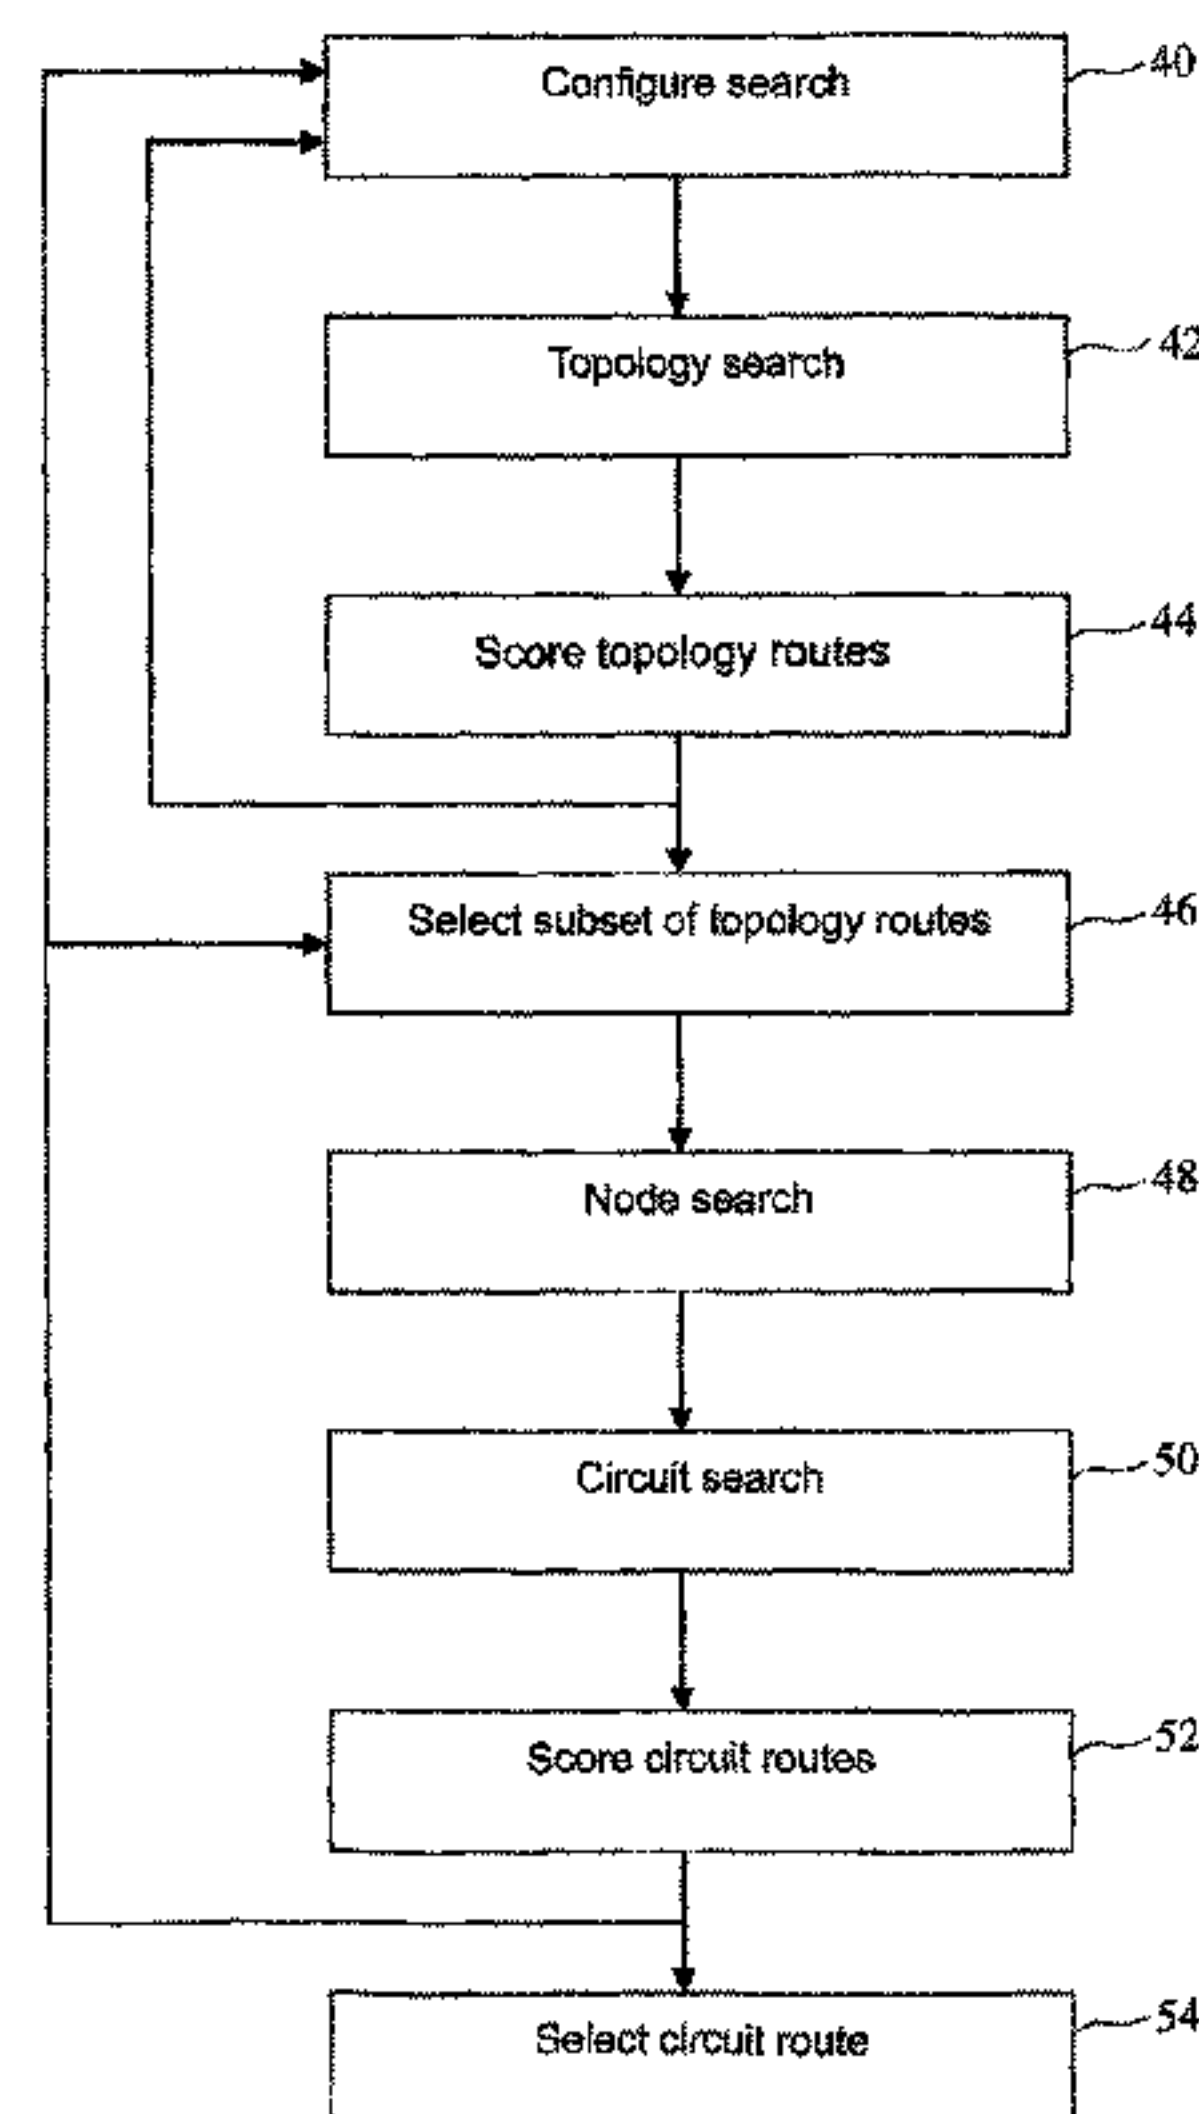 Configure search
40
Topology search
42
Score topology routes
44
Select subset of topology routes
46
Node search
48
Circuit search
50
Score circuit routes
52
Select circuit route
54